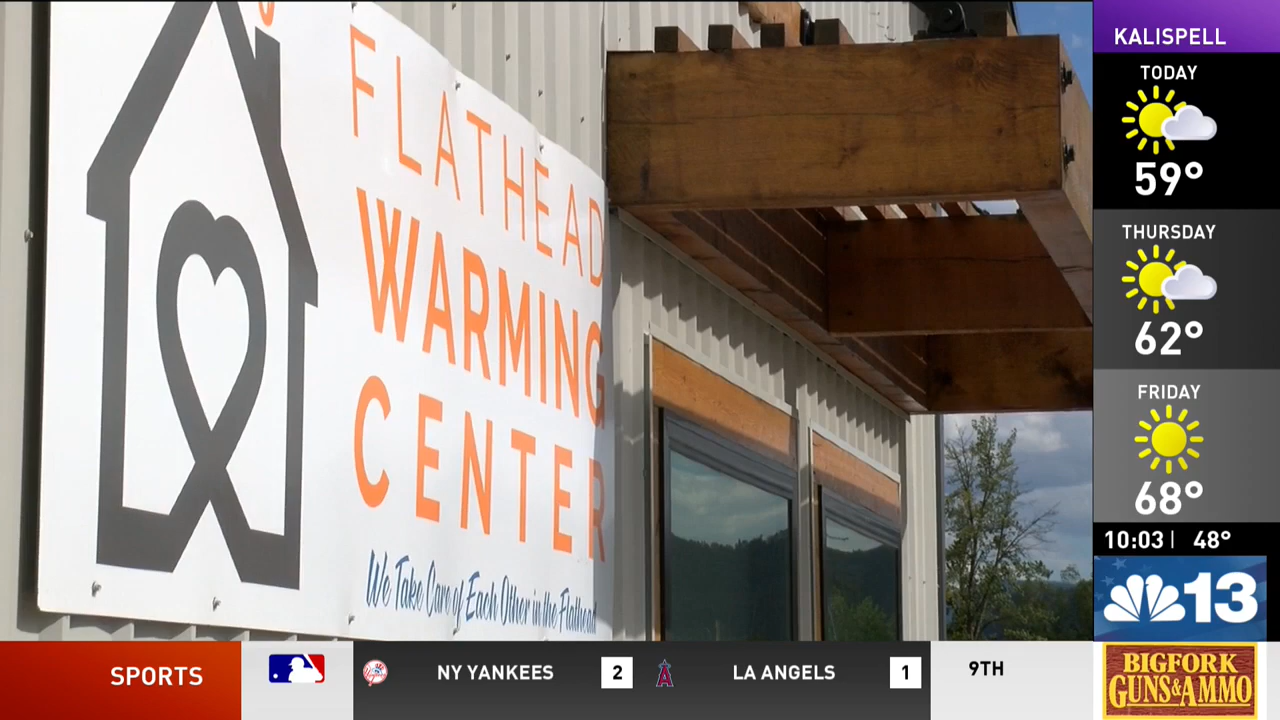 FLATHEAD
WARMING
CENTER
We Take Care of Each Other in the Flathead
KALISPELL
TODAY
59°
THURSDAY
62°
FRIDAY
68°
10:03 | 48°
13
SPORTS
NY YANKEES 2 LA ANGELS 1 9TH
BIGFORK
GUNS & AMMO